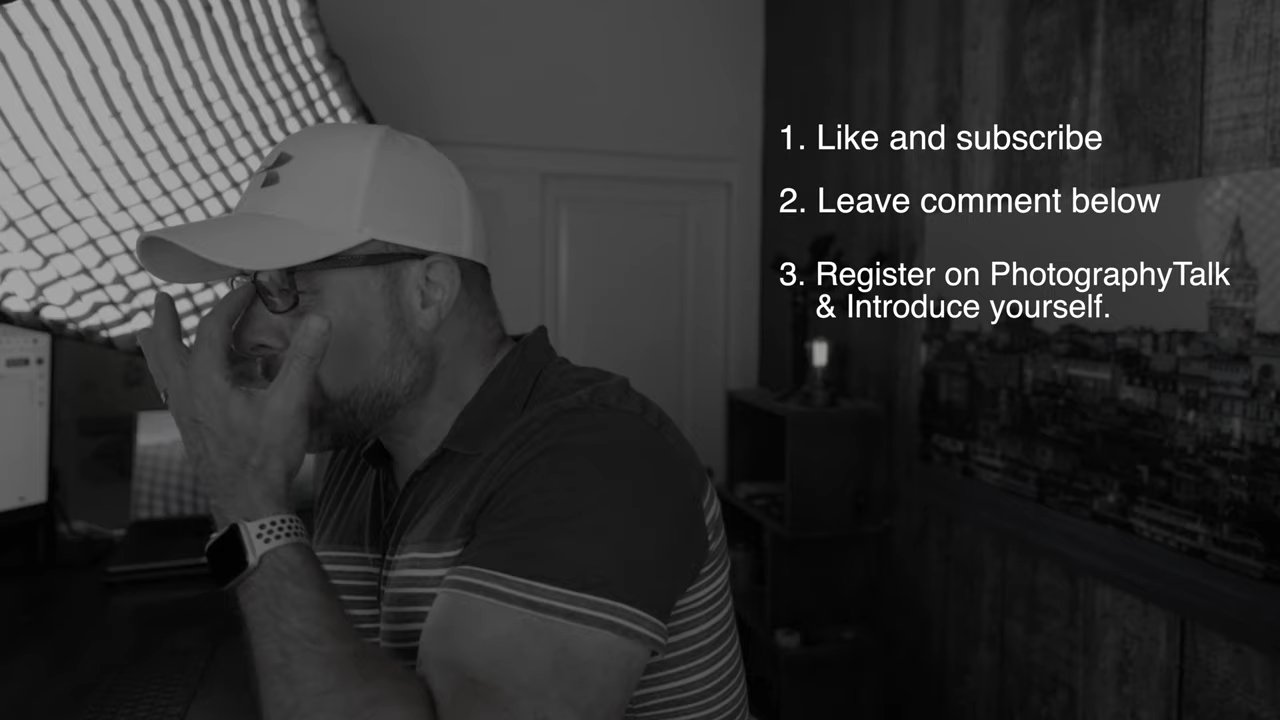 1. Like and subscribe
2. Leave comment below
3. Register on PhotographyTalk
& Introduce yourself.